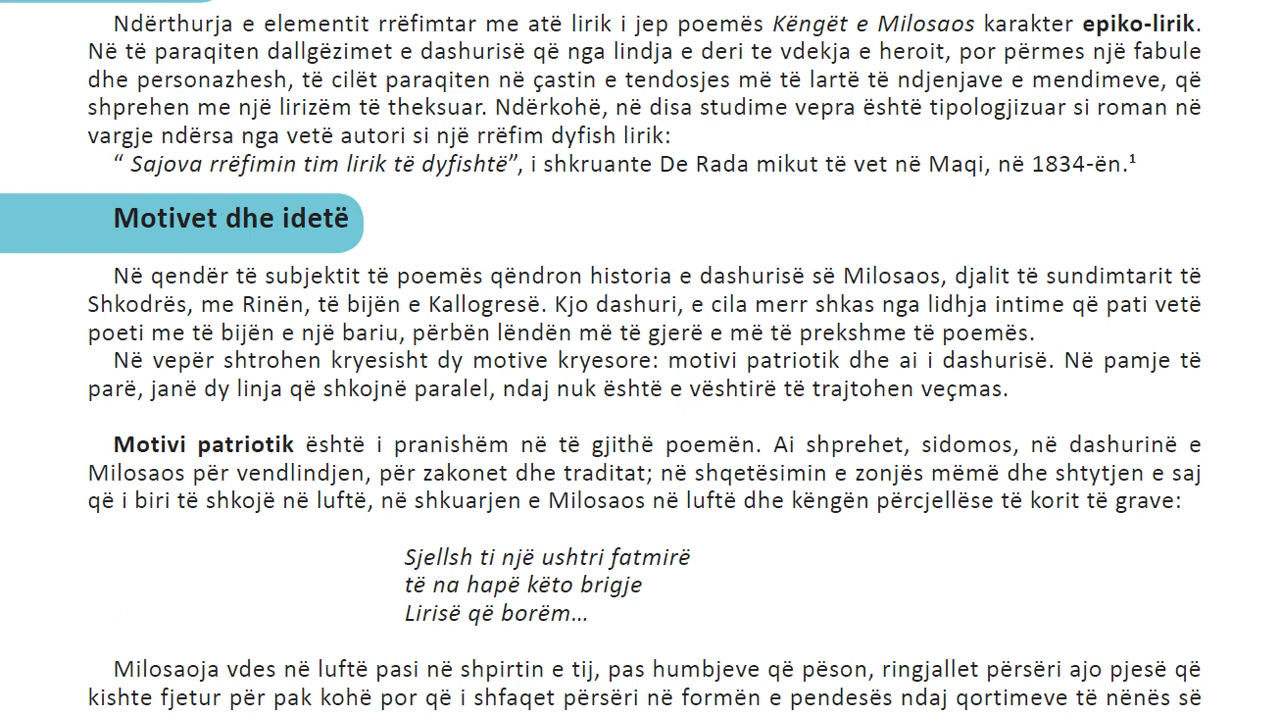 Ndërthurja e elementit rrëfimtar me atë lirik i jep poemës Këngët e Milosaos karakter epiko-lirik.
Në të paraqiten dallgëzimet e dashurisë që nga lindja e deri te vdekja e heroit, por përmes një fabule
dhe personazhesh, të cilët paraqiten në çastin e tendosjes më të lartë të ndjenjave e mendimeve, që
shprehen me një lirizëm të theksuar. Ndërkohë, në disa studime vepra është tipologjizuar si roman në
vargje ndërsa nga vetë autori si një rrëfim dyfish lirik:
“ Sajova rrëfimin tim lirik të dyfishtë”, i shkruante De Rada mikut të vet në Maqi, në 1834-ën.¹
Motivet dhe idetë
Në qendër të subjektit të poemës qëndron historia e dashurisë së Milosaos, djalit të sundimtarit të
Shkodrës, me Rinën, të bijën e Kallogresë. Kjo dashuri, e cila merr shkas nga lidhja intime që pati vetë
poeti me të bijën e një bariu, përbën lëndën më të gjerë e më të prekshme të poemës.
Në vepër shtrohen kryesisht dy motive kryesore: motivi patriotik dhe ai i dashurisë. Në pamje të
parë, janë dy linja që shkojnë paralel, ndaj nuk është e vështirë të trajtohen veçmas.
Motivi patriotik është i pranishëm në të gjithë poemën. Ai shprehet, sidomos, në dashurinë e
Milosaos për vendlindjen, për zakonet dhe traditat; në shqetësimin e zonjës mëmë dhe shtytjen e saj
që i biri të shkojë në luftë, në shkuarjen e Milosaos në luftë dhe këngën përcjellëse të korit të grave:
Sjellsh ti një ushtri fatmirë
të na hapë këto brigje
Lirisë që borëm…
Milosaoja vdes në luftë pasi në shpirtin e tij, pas humbjeve që pëson, ringjallet përsëri ajo pjesë që
kishte fjetur për pak kohë por që i shfaqet përsëri në formën e pendesës ndaj qortimeve të nënës së